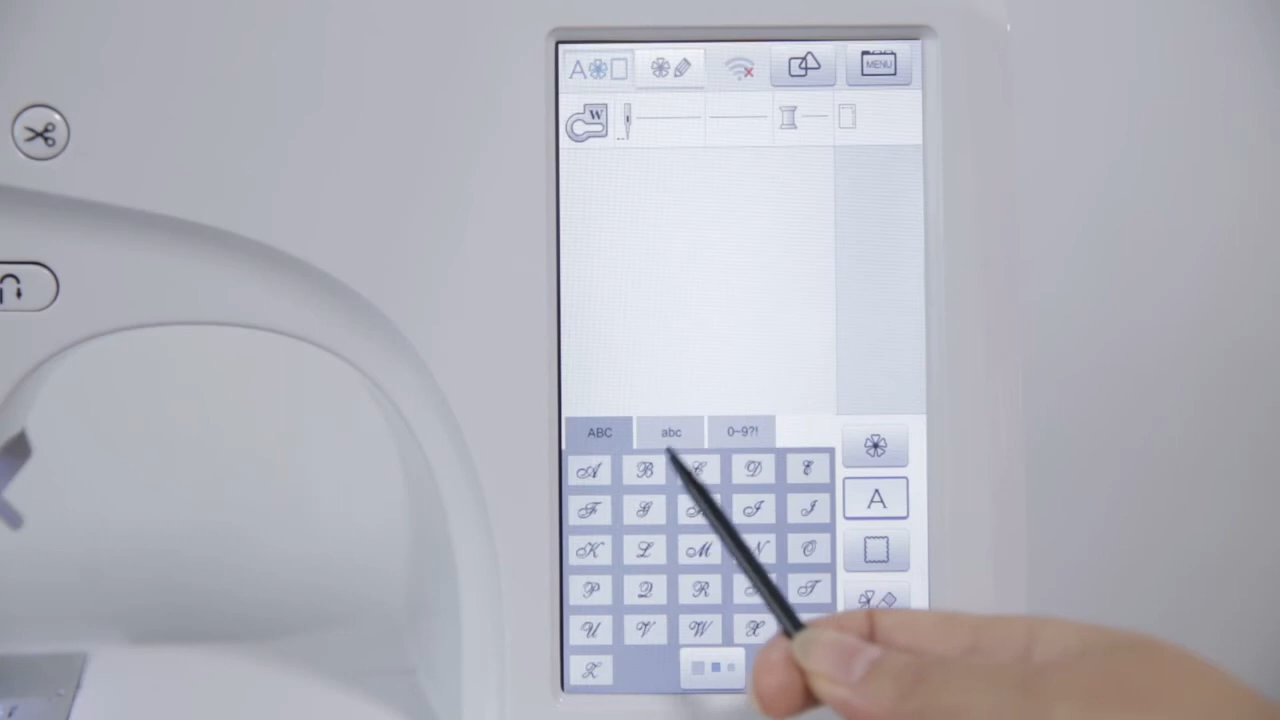 A MENU
W
ABC abc 0~9?!
A B C D E
F G I J
K L M N O A
P Q R T
U V W X
Z